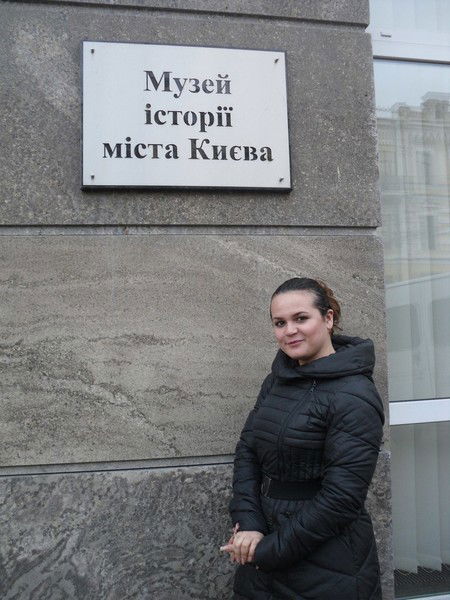 Музей
історії
міста Києва